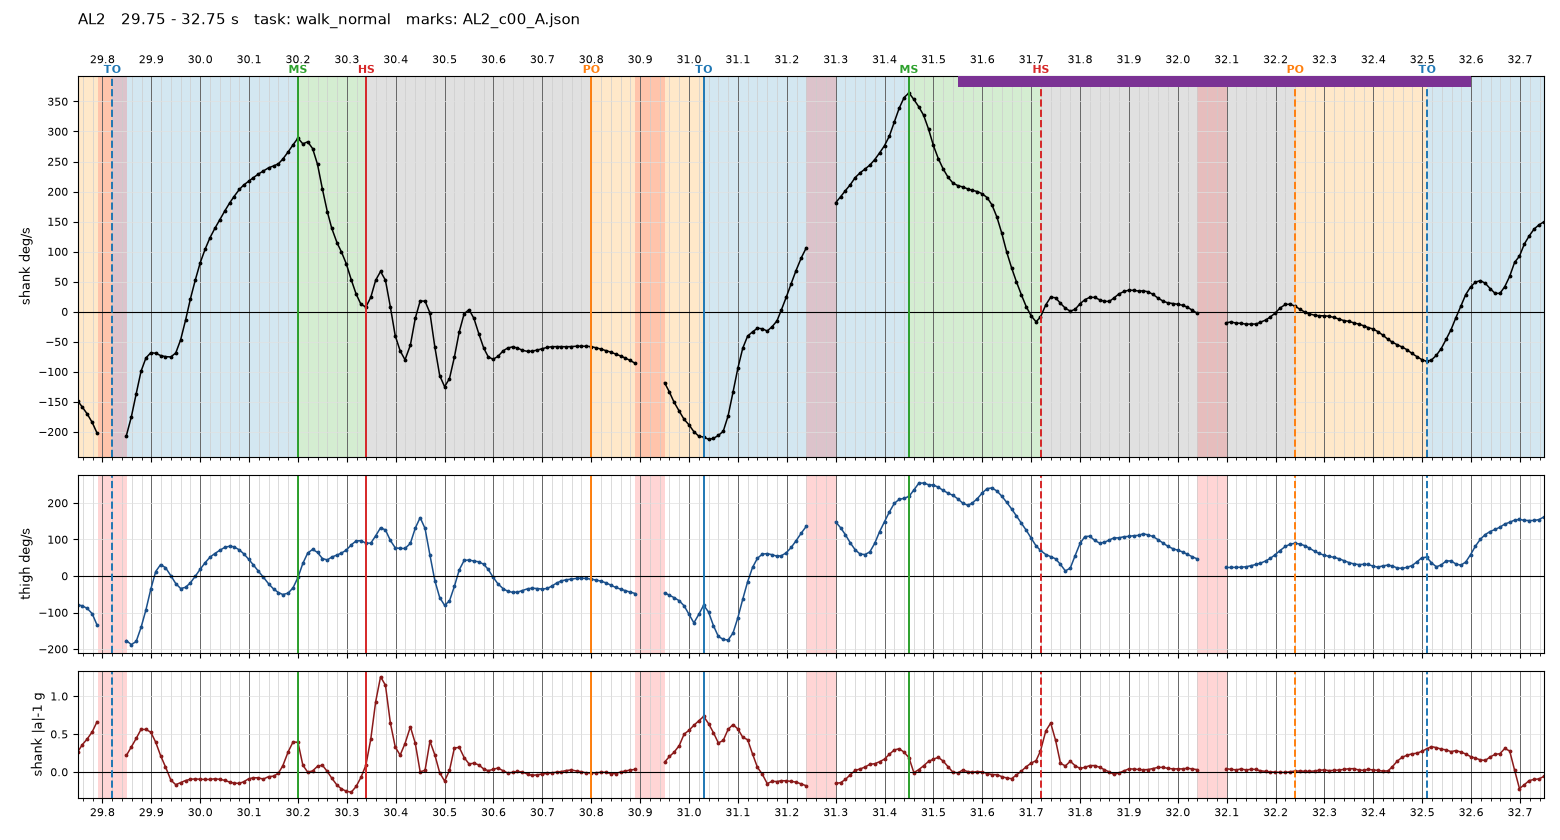 AL2 29.75 - 32.75 s task: walk_normal marks: AL2_c00_A.json
29.8 29.9 30.0 30.1 30.2 30.3 30.4 30.5 30.6 30.7 30.8 30.9 31.0 31.1 31.2 31.3 31.4 31.5 31.6 31.7 31.8 31.9 32.0 32.1 32.2 32.3 32.4 32.5 32.6 32.7
TO MS HS PO TO MS HS PO TO
shank deg/s
350
300
250
200
150
100
50
0
−50
−100
−150
−200
thigh deg/s
200
100
0
−100
−200
shank |a|-1 g
1.0
0.5
0.0
29.8 29.9 30.0 30.1 30.2 30.3 30.4 30.5 30.6 30.7 30.8 30.9 31.0 31.1 31.2 31.3 31.4 31.5 31.6 31.7 31.8 31.9 32.0 32.1 32.2 32.3 32.4 32.5 32.6 32.7